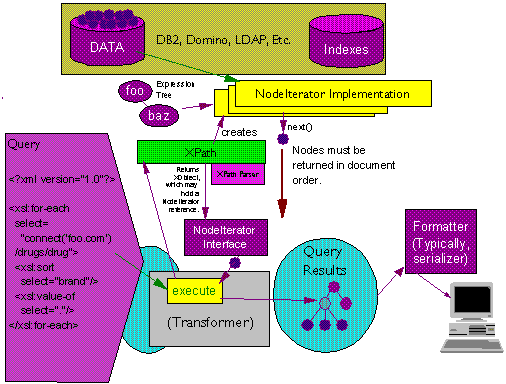 DATA
DB2, Domino, LDAP, Etc.
Indexes
foo
Expression
Tree
baz
NodeIterator Implementation
creates
next()
Nodes must be
returned in document
order.
Query
XPath
XPath Parser
Returns
XObject,
which may
hold a
NodeIterator
reference.
<?xml version="1.0"?>
<xsl:for-each
select=
"connect("foo.com")
/drugs/drug">
<xsl:sort
select="brand"/>
<xsl:value-of
select="."/>
</xsl:for-each>
NodeIterator
Interface
Query
Results
Formatter
(Typically,
serializer)
execute
(Transformer)